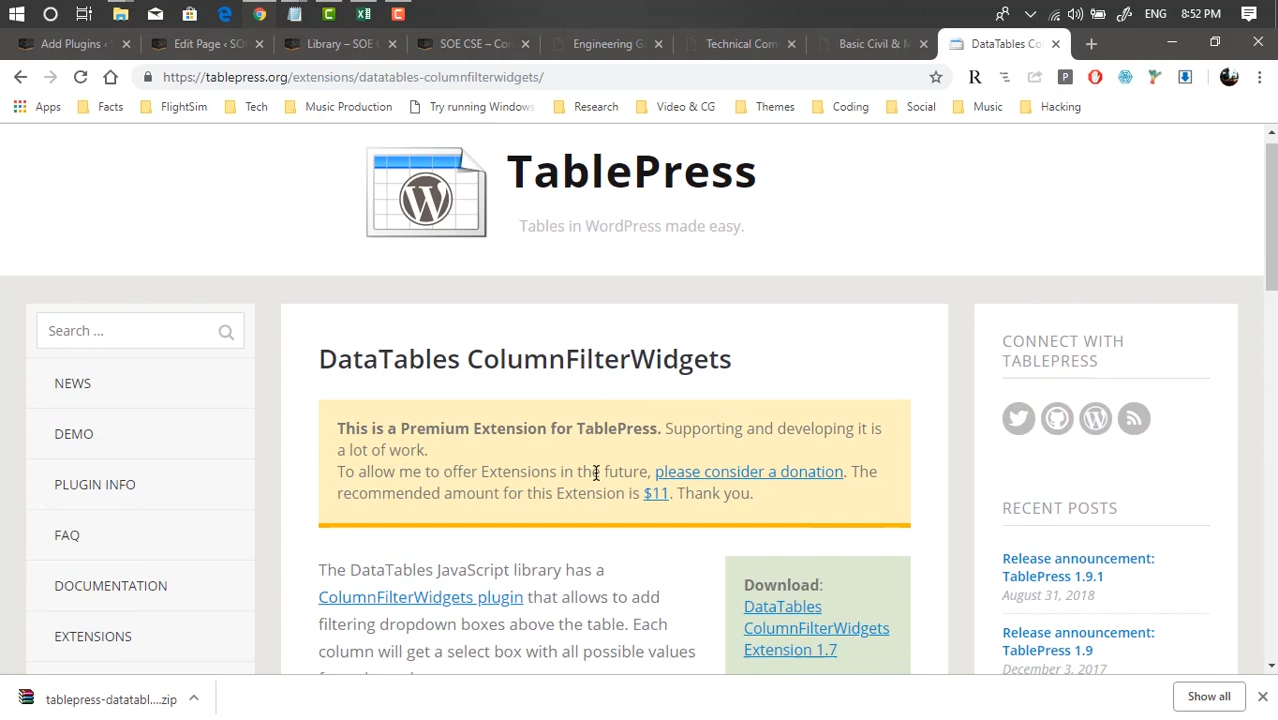 ENG 8:52 PM
Add Plugins ‹ S
Edit Page ‹ SO
Library – SOE
SOE CSE – Con
Engineering G
Technical Com
Basic Civil & M
DataTables Co
https://tablepress.org/extensions/datatables-columnfilterwidgets/
Apps Facts FlightSim Tech Music Production Try running Windows Research Video & CG Themes Coding Social Music Hacking
TablePress
Tables in WordPress made easy.
Search ...
NEWS
DEMO
PLUGIN INFO
FAQ
DOCUMENTATION
EXTENSIONS
DataTables ColumnFilterWidgets
This is a Premium Extension for TablePress. Supporting and developing it is
a lot of work.
To allow me to offer Extensions in the future, please consider a donation. The
recommended amount for this Extension is $11. Thank you.
The DataTables JavaScript library has a
ColumnFilterWidgets plugin that allows to add
filtering dropdown boxes above the table. Each
column will get a select box with all possible values
Download:
DataTables
ColumnFilterWidgets
Extension 1.7
CONNECT WITH
TABLEPRESS
RECENT POSTS
Release announcement:
TablePress 1.9.1
August 31, 2018
Release announcement:
TablePress 1.9
December 3, 2017
tablepress-datatabl....zip
Show all